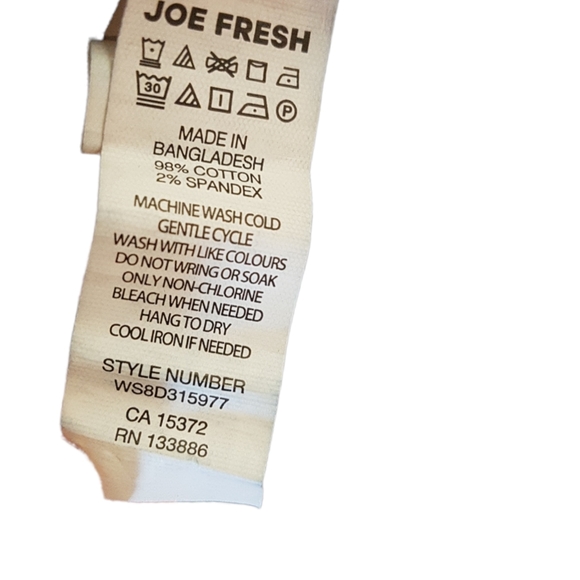 JOE FRESH
30 P
MADE IN
BANGLADESH
98% COTTON
2% SPANDEX
MACHINE WASH COLD
GENTLE CYCLE
WASH WITH LIKE COLOURS
DO NOT WRING OR SOAK
ONLY NON-CHLORINE
BLEACH WHEN NEEDED
HANG TO DRY
COOL IRON IF NEEDED
STYLE NUMBER
WS8D315977
CA 15372
RN 133886